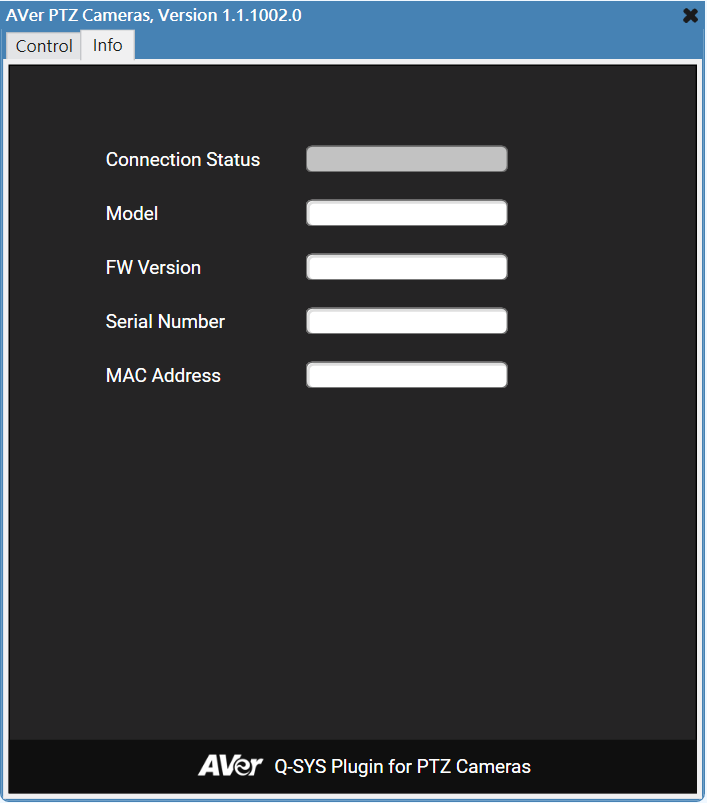 AVer PTZ Cameras, Version 1.1.1002.0
Control Info
Connection Status
Model
FW Version
Serial Number
MAC Address
AVer Q-SYS Plugin for PTZ Cameras